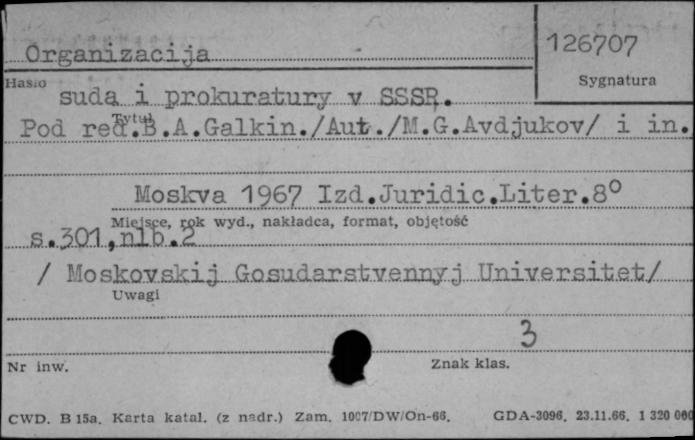 Organizacija
126707
Hasło
Sygnatura
suda i prokuratury v SSSR.
Tytuł
Pod red.B.A.Galkin./Aut./M.G.Avdjukov/ i in.
Moskva 1967 Izd.Juridic.Liter.8°
Miejsce, rok wyd., nakładca, format, objętość
s.301,nlb.2
/ Moskovskij Gosudarstvennyj Universitet/
Uwagi
3
Nr inw.
Znak klas.
CWD. B 15a. Karta katal. (z nadr.) Zam. 1007/DW/On-66. GDA-3096. 23.11.66. 1 320 000